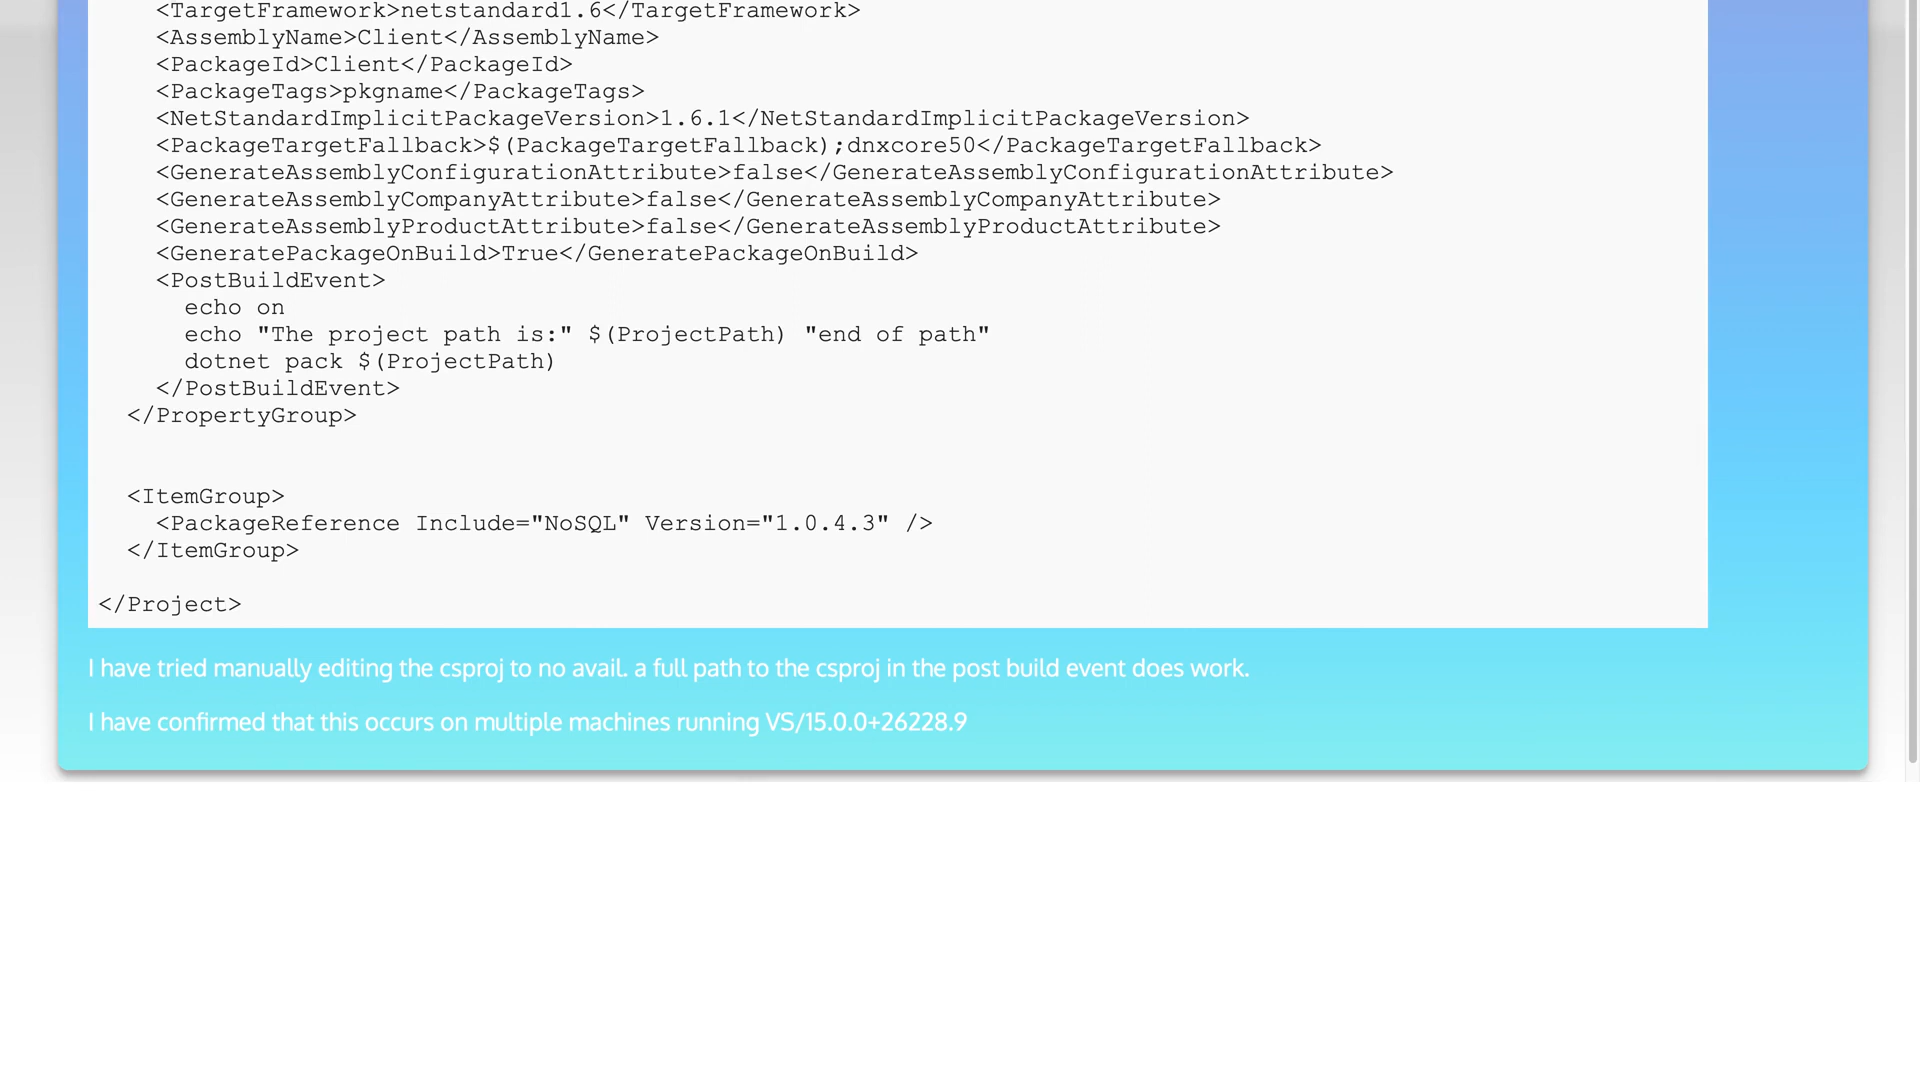 <TargetFramework>netstandard1.6</TargetFramework>
<AssemblyName>Client</AssemblyName>
<PackageId>Client</PackageId>
<PackageTags>pkgname</PackageTags>
<NetStandardImplicitPackageVersion>1.6.1</NetStandardImplicitPackageVersion>
<PackageTargetFallback>$(PackageTargetFallback);dnxcore50</PackageTargetFallback>
<GenerateAssemblyConfigurationAttribute>false</GenerateAssemblyConfigurationAttribute>
<GenerateAssemblyCompanyAttribute>false</GenerateAssemblyCompanyAttribute>
<GenerateAssemblyProductAttribute>false</GenerateAssemblyProductAttribute>
<GeneratePackageOnBuild>True</GeneratePackageOnBuild>
<PostBuildEvent>
echo on
echo "The project path is:" $(ProjectPath) "end of path"
dotnet pack $(ProjectPath)
</PostBuildEvent>
</PropertyGroup>
<ItemGroup>
<PackageReference Include="NoSQL" Version="1.0.4.3" />
</ItemGroup>
</Project>
I have tried manually editing the csproj to no avail. a full path to the csproj in the post build event does work.
I have confirmed that this occurs on multiple machines running VS/15.0.0+26228.9